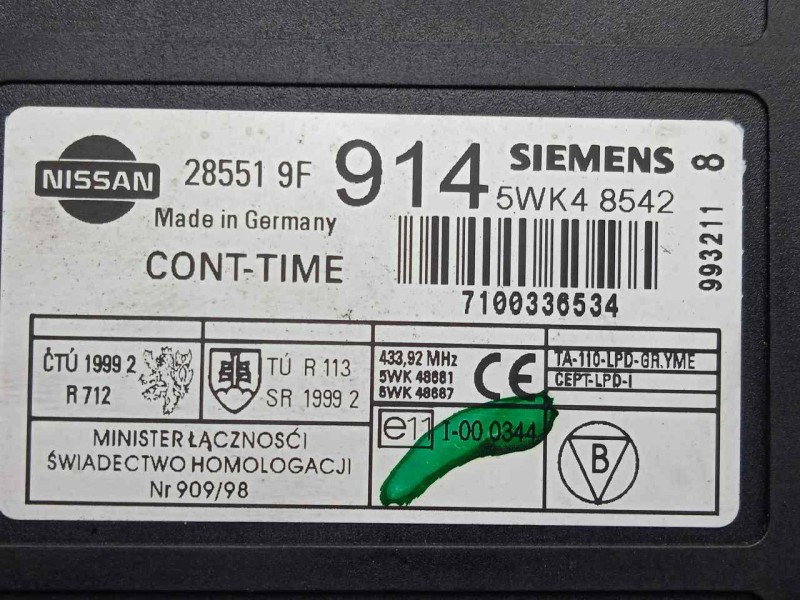 NISSAN
28551 9F 914
Made in Germany
CONT-TIME
SIEMENS
5WK4 8542
7100336534
993211 8
ČTÚ 1999 2
R 712
TÚ R 113
SR 1999 2
433,92 MHz
5WK 48681
5WK 48687
CE
TA-110-LPD-GR.YME
CEPT-LPD-I
MINISTER ŁĄCZNOSĆI
ŚWIADECTWO HOMOLOGACJI
Nr 909/98
e11 I-00 0344
B